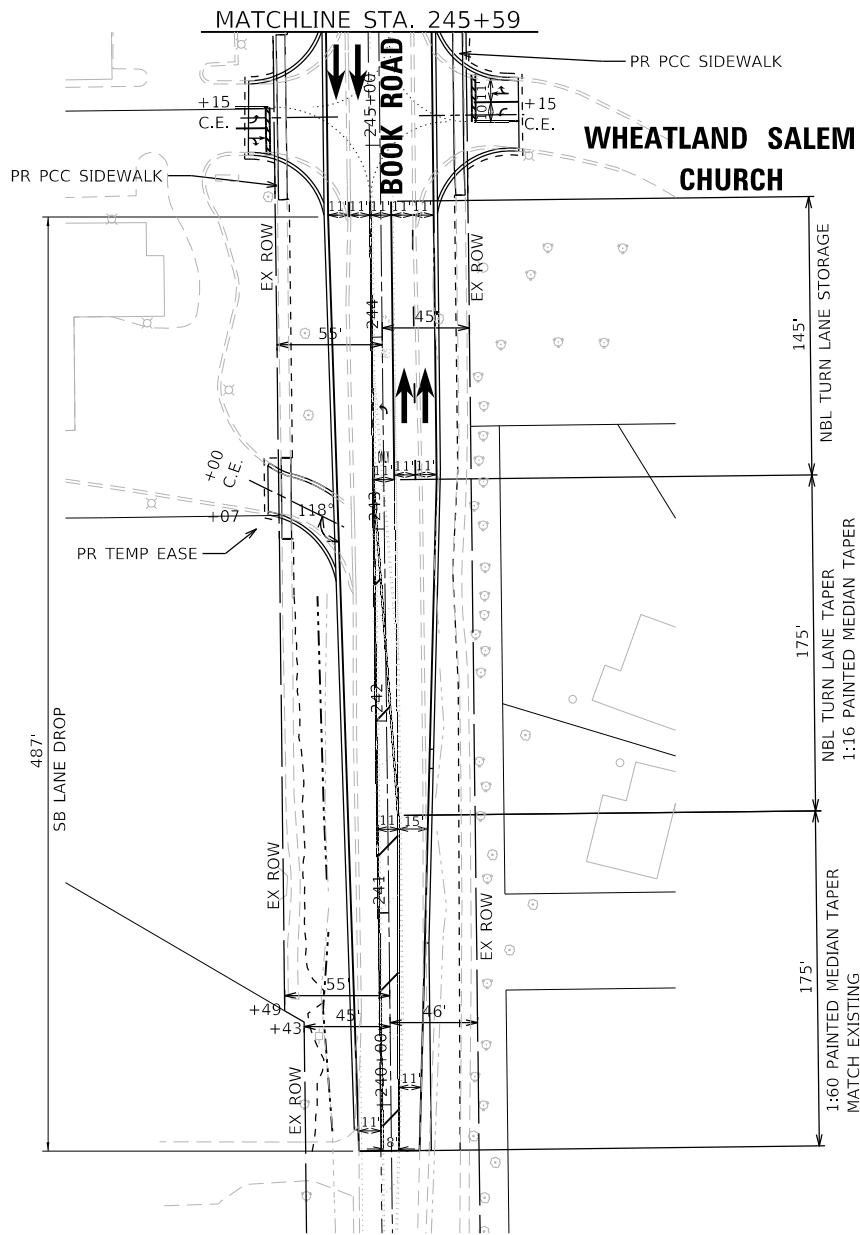 MATCHLINE STA. 245+59
PR PCC SIDEWALK
BOOK ROAD
245+00
+15
C.E.
10'
11'
+15
C.E.
WHEATLAND SALEM
CHURCH
PR PCC SIDEWALK
11' 11' 11' 11' 11'
EX ROW
EX ROW
244
55'
45'
145'
NBL TURN LANE STORAGE
+00
C.E.
11' 11' 11'
243
118°
+07
PR TEMP EASE
175'
NBL TURN LANE TAPER
1:16 PAINTED MEDIAN TAPER
242
487'
SB LANE DROP
11' 15'
241
EX ROW
EX ROW
55'
+49
45'
46'
+43
240+00
11'
175'
1:60 PAINTED MEDIAN TAPER
MATCH EXISTING
EX ROW
11'
8'